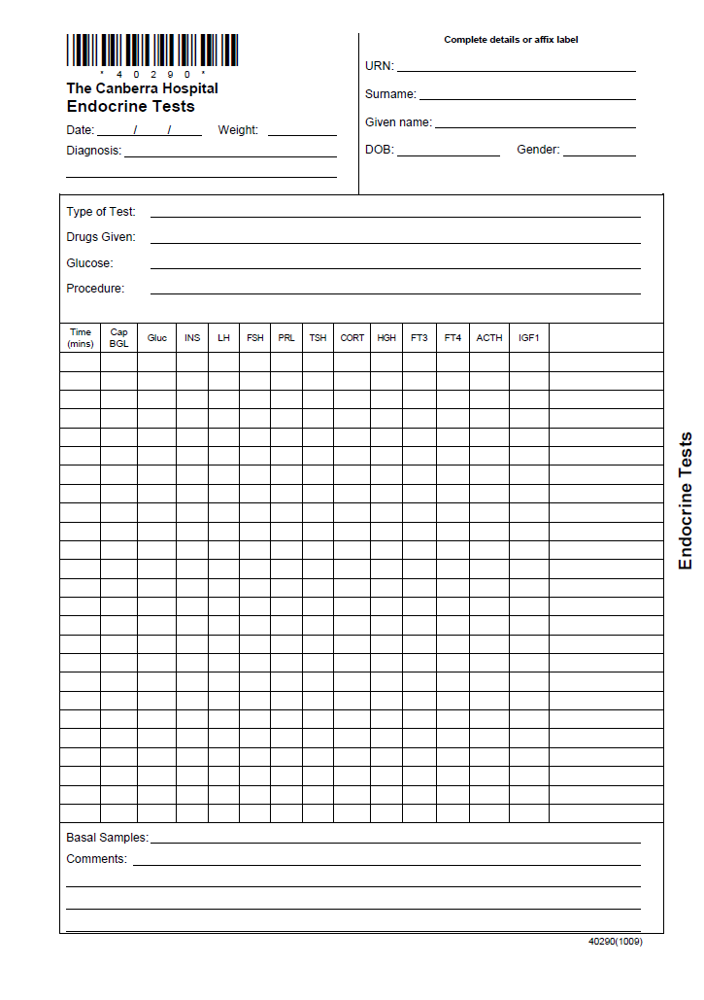 * 4 0 2 9 0 *
The Canberra Hospital
Endocrine Tests
Date: / / Weight:
Diagnosis:
Complete details or affix label
URN:
Surname:
Given name:
DOB: Gender:
Type of Test:
Drugs Given:
Glucose:
Procedure:
Time (mins) Cap BGL Gluc INS LH FSH PRL TSH CORT HGH FT3 FT4 ACTH IGF1
Basal Samples:
Comments:
40290(1009)
Endocrine Tests